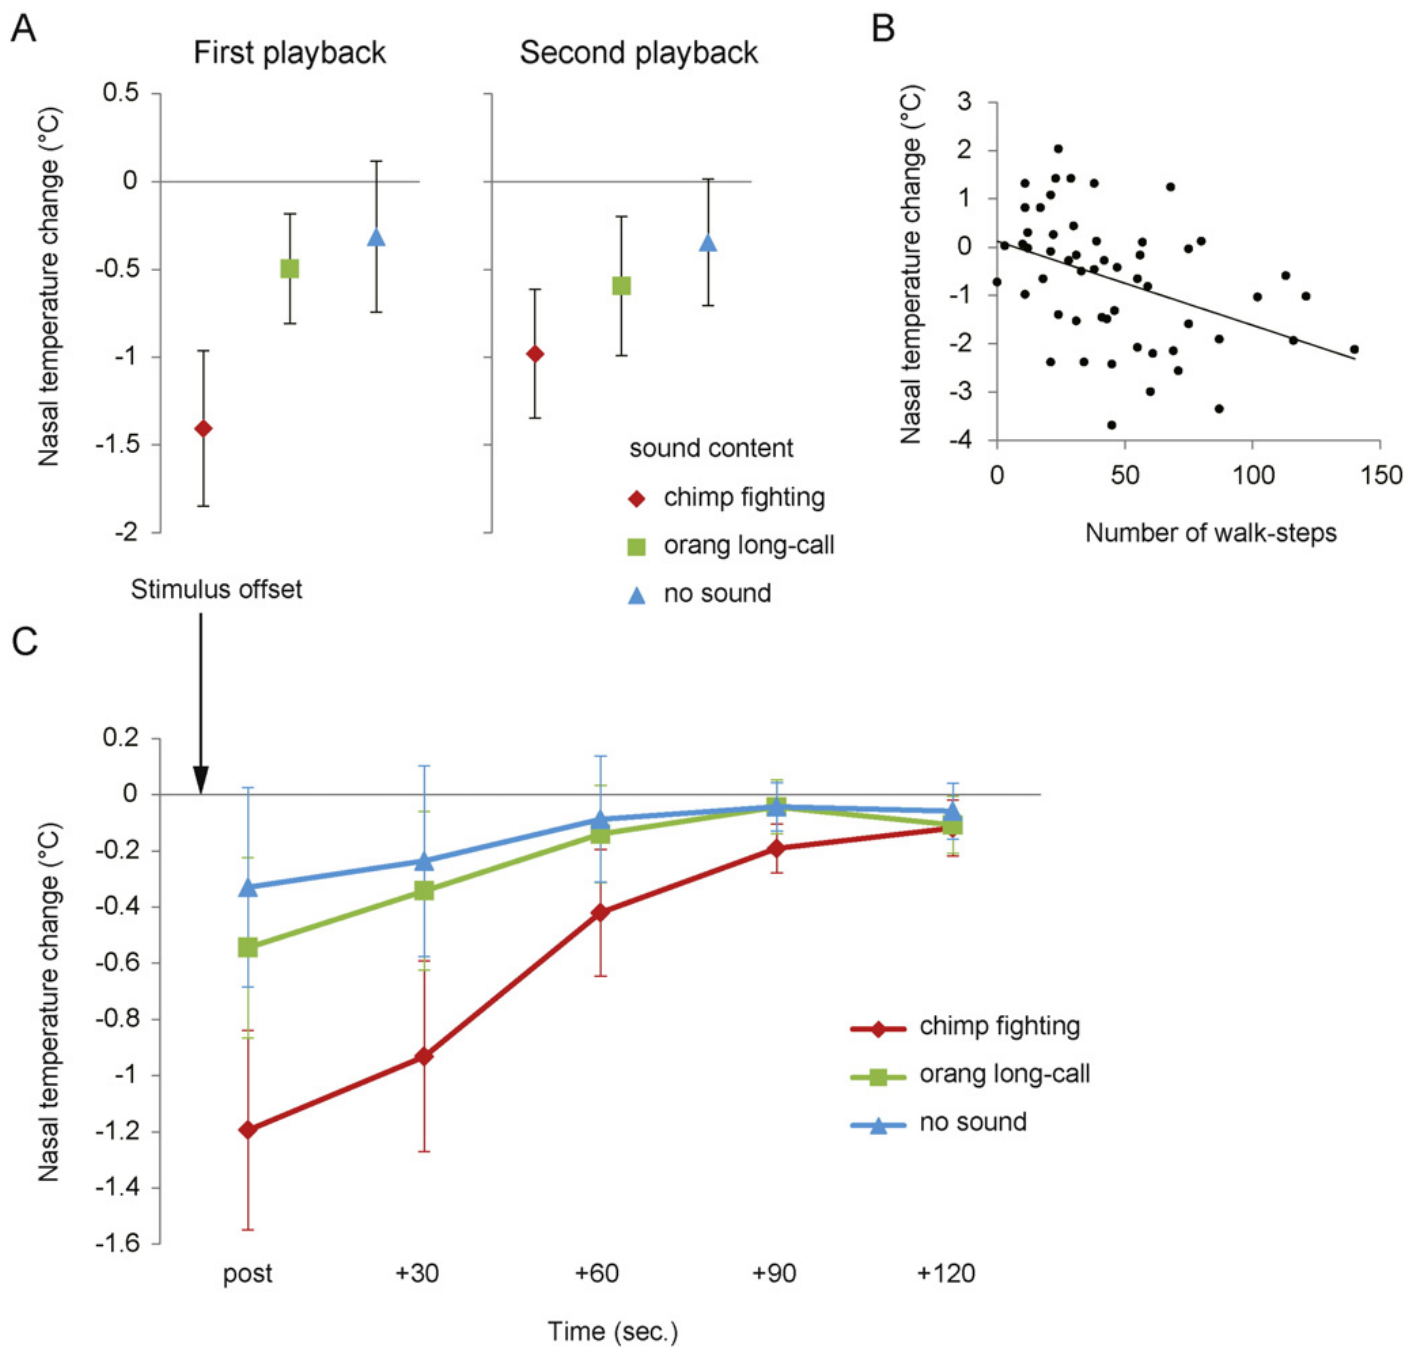 A
First playback
Second playback
Nasal temperature change (°C)
0.5
0
-0.5
-1
-1.5
-2
sound content
chimp fighting
orang long-call
no sound
B
Nasal temperature change (°C)
3
2
1
0
-1
-2
-3
-4
0
50
100
150
Number of walk-steps
Stimulus offset
C
Nasal temperature change (°C)
0.2
0
-0.2
-0.4
-0.6
-0.8
-1
-1.2
-1.4
-1.6
post
+30
+60
+90
+120
Time (sec.)
chimp fighting
orang long-call
no sound